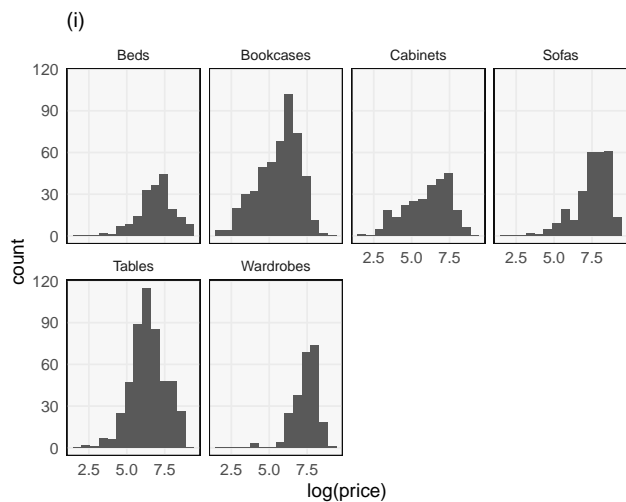 (i)
Beds Bookcases Cabinets Sofas
120
90
60
30
0
2.5 5.0 7.5 2.5 5.0 7.5
count
Tables Wardrobes
120
90
60
30
0
2.5 5.0 7.5 2.5 5.0 7.5
log(price)